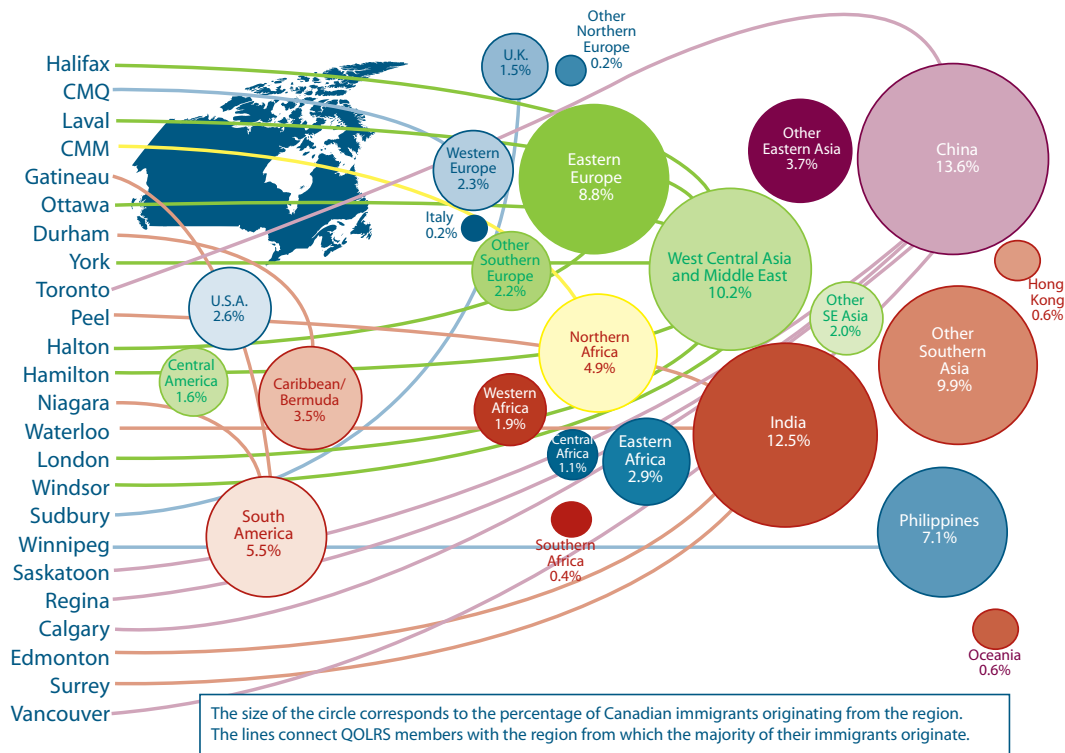 Halifax
CMQ
Laval
CMM
Gatineau
Ottawa
Durham
York
Toronto
Peel
Halton
Hamilton
Niagara
Waterloo
London
Windsor
Sudbury
Winnipeg
Saskatoon
Regina
Calgary
Edmonton
Surrey
Vancouver
U.K.
1.5%
Other
Northern
Europe
0.2%
Western
Europe
2.3%
Italy
0.2%
Eastern
Europe
8.8%
Other
Eastern Asia
3.7%
China
13.6%
Other
Southern
Europe
2.2%
West Central Asia
and Middle East
10.2%
Hong
Kong
0.6%
U.S.A.
2.6%
Other
SE Asia
2.0%
Northern
Africa
4.9%
Other
Southern
Asia
9.9%
Central
America
1.6%
Caribbean/
Bermuda
3.5%
Western
Africa
1.9%
India
12.5%
Central
Africa
1.1%
Eastern
Africa
2.9%
South
America
5.5%
Southern
Africa
0.4%
Philippines
7.1%
Oceania
0.6%
The size of the circle corresponds to the percentage of Canadian immigrants originating from the region.
The lines connect QOLRS members with the region from which the majority of their immigrants originate.